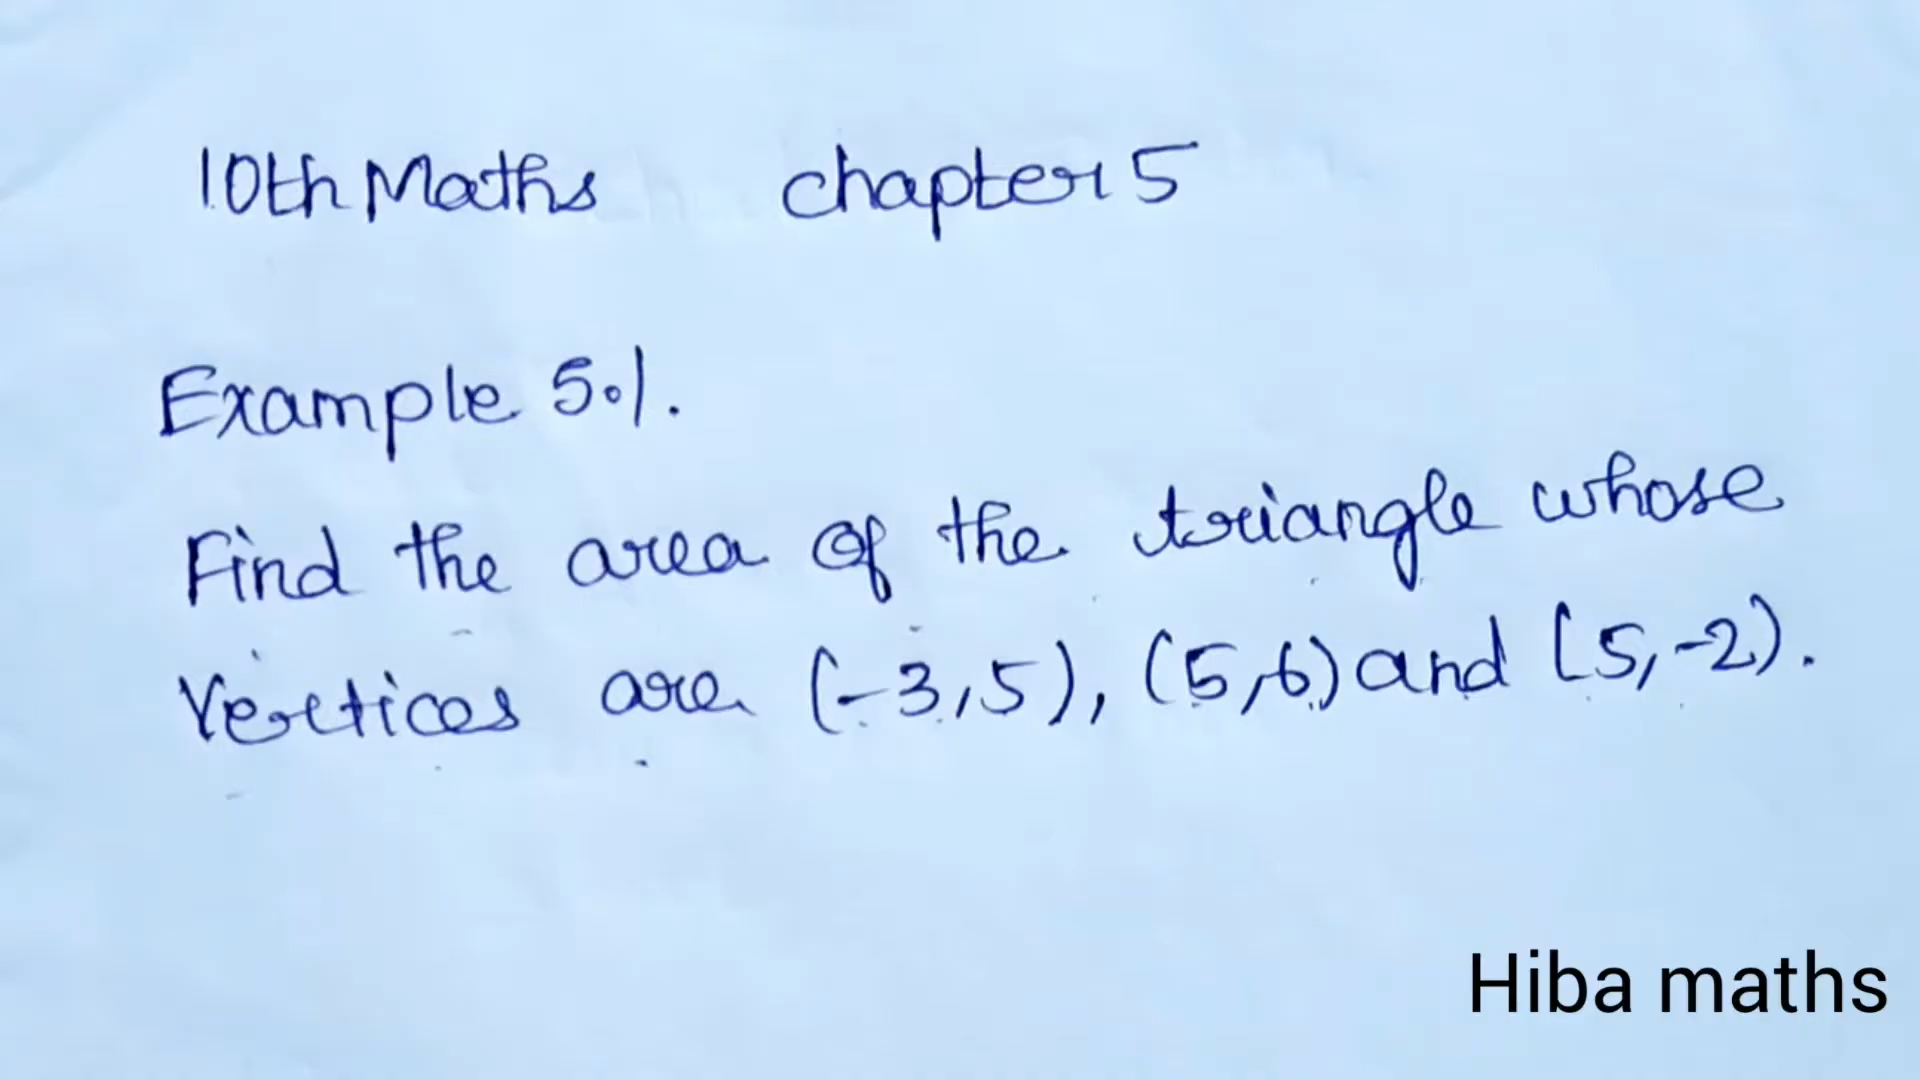 10th Maths chapter 5
Example 5.1.
Find the area of the triangle whose
Vertices are (-3,5), (5,6) and (5,-2).
Hiba maths